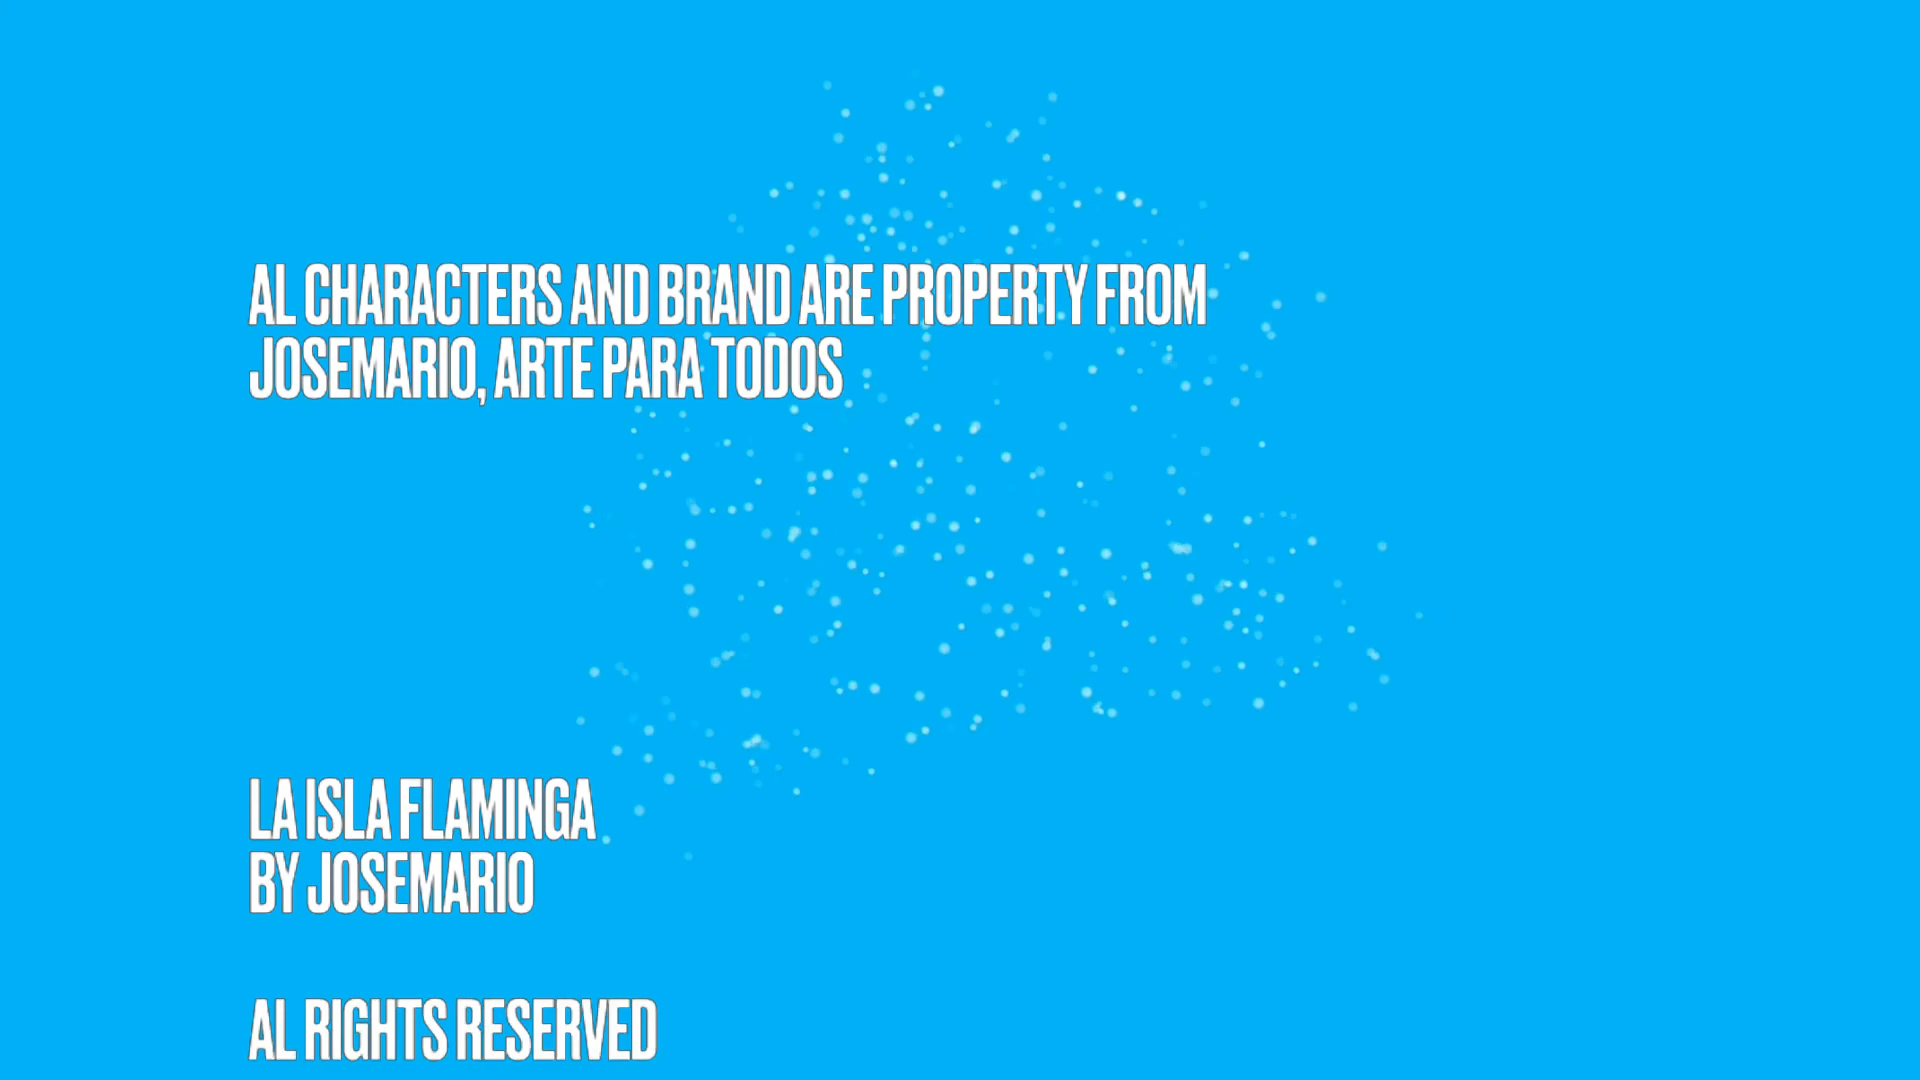 AL CHARACTERS AND BRAND ARE PROPERTY FROM
JOSEMARIO, ARTE PARA TODOS
LA ISLA FLAMINGA
BY JOSEMARIO
AL RIGHTS RESERVED